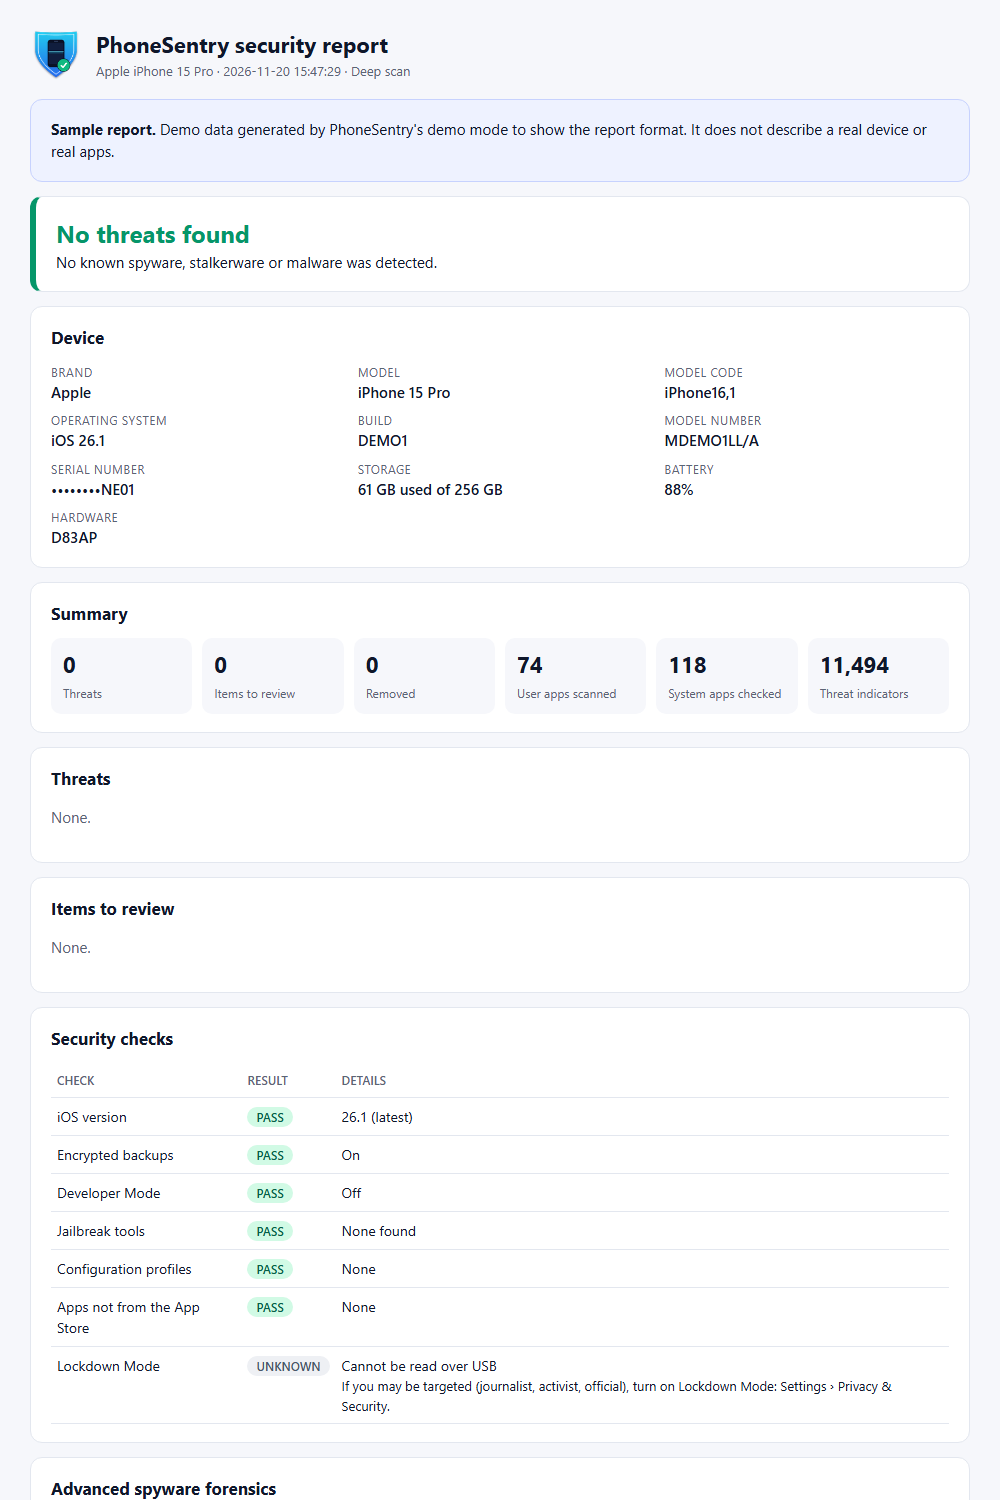 PhoneSentry security report
Apple iPhone 15 Pro · 2026-11-20 15:47:29 · Deep scan
Sample report. Demo data generated by PhoneSentry's demo mode to show the report format. It does not describe a real device or
real apps.
No threats found
No known spyware, stalkerware or malware was detected.
Device
BRAND
Apple
MODEL
iPhone 15 Pro
MODEL CODE
iPhone16,1
OPERATING SYSTEM
iOS 26.1
BUILD
DEMO1
MODEL NUMBER
MDEMO1LL/A
SERIAL NUMBER
••••••••NE01
STORAGE
61 GB used of 256 GB
BATTERY
88%
HARDWARE
D83AP
Summary
0
Threats
0
Items to review
0
Removed
74
User apps scanned
118
System apps checked
11,494
Threat indicators
Threats
None.
Items to review
None.
Security checks
CHECK RESULT DETAILS
iOS version PASS 26.1 (latest)
Encrypted backups PASS On
Developer Mode PASS Off
Jailbreak tools PASS None found
Configuration profiles PASS None
Apps not from the App PASS None
Store
Lockdown Mode UNKNOWN Cannot be read over USB
If you may be targeted (journalist, activist, official), turn on Lockdown Mode: Settings › Privacy &
Security.
Advanced spyware forensics